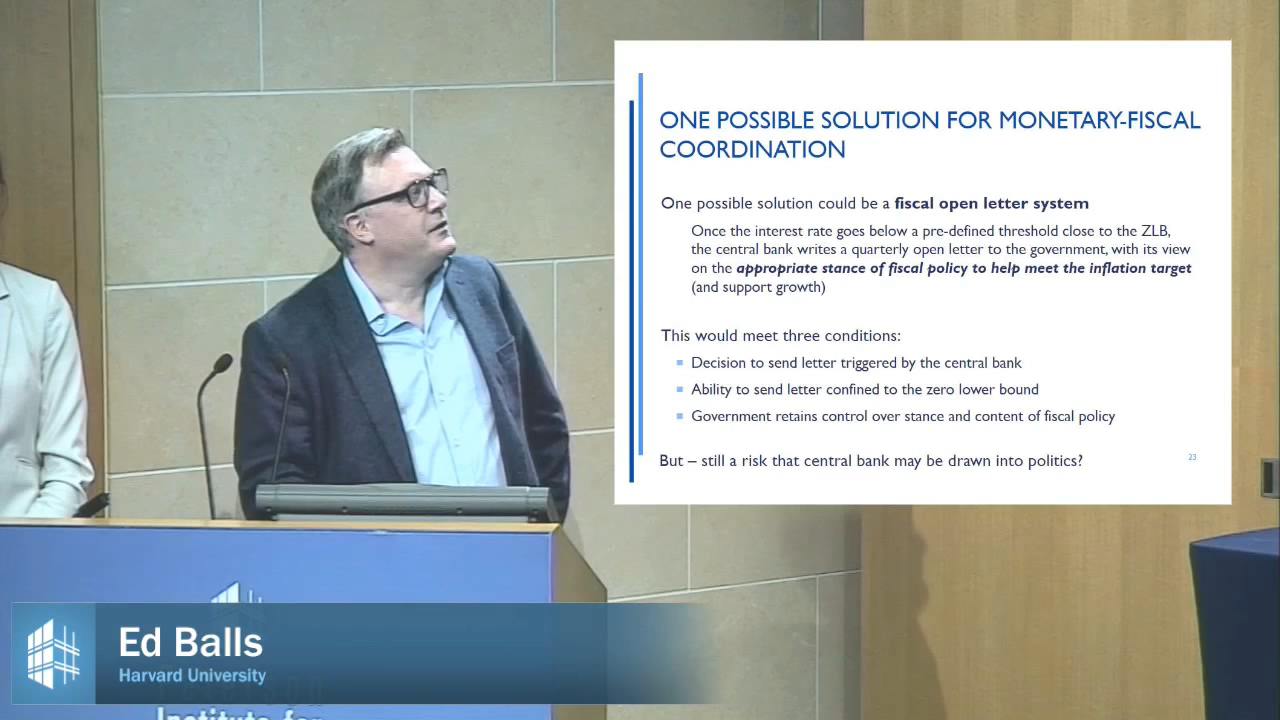 ONE POSSIBLE SOLUTION FOR MONETARY-FISCAL
COORDINATION
One possible solution could be a fiscal open letter system
Once the interest rate goes below a pre-defined threshold close to the ZLB,
the central bank writes a quarterly open letter to the government, with its view
on the appropriate stance of fiscal policy to help meet the inflation target
(and support growth)
This would meet three conditions:
Decision to send letter triggered by the central bank
Ability to send letter confined to the zero lower bound
Government retains control over stance and content of fiscal policy
But – still a risk that central bank may be drawn into politics?
23
Ed Balls
Harvard University
Institute for